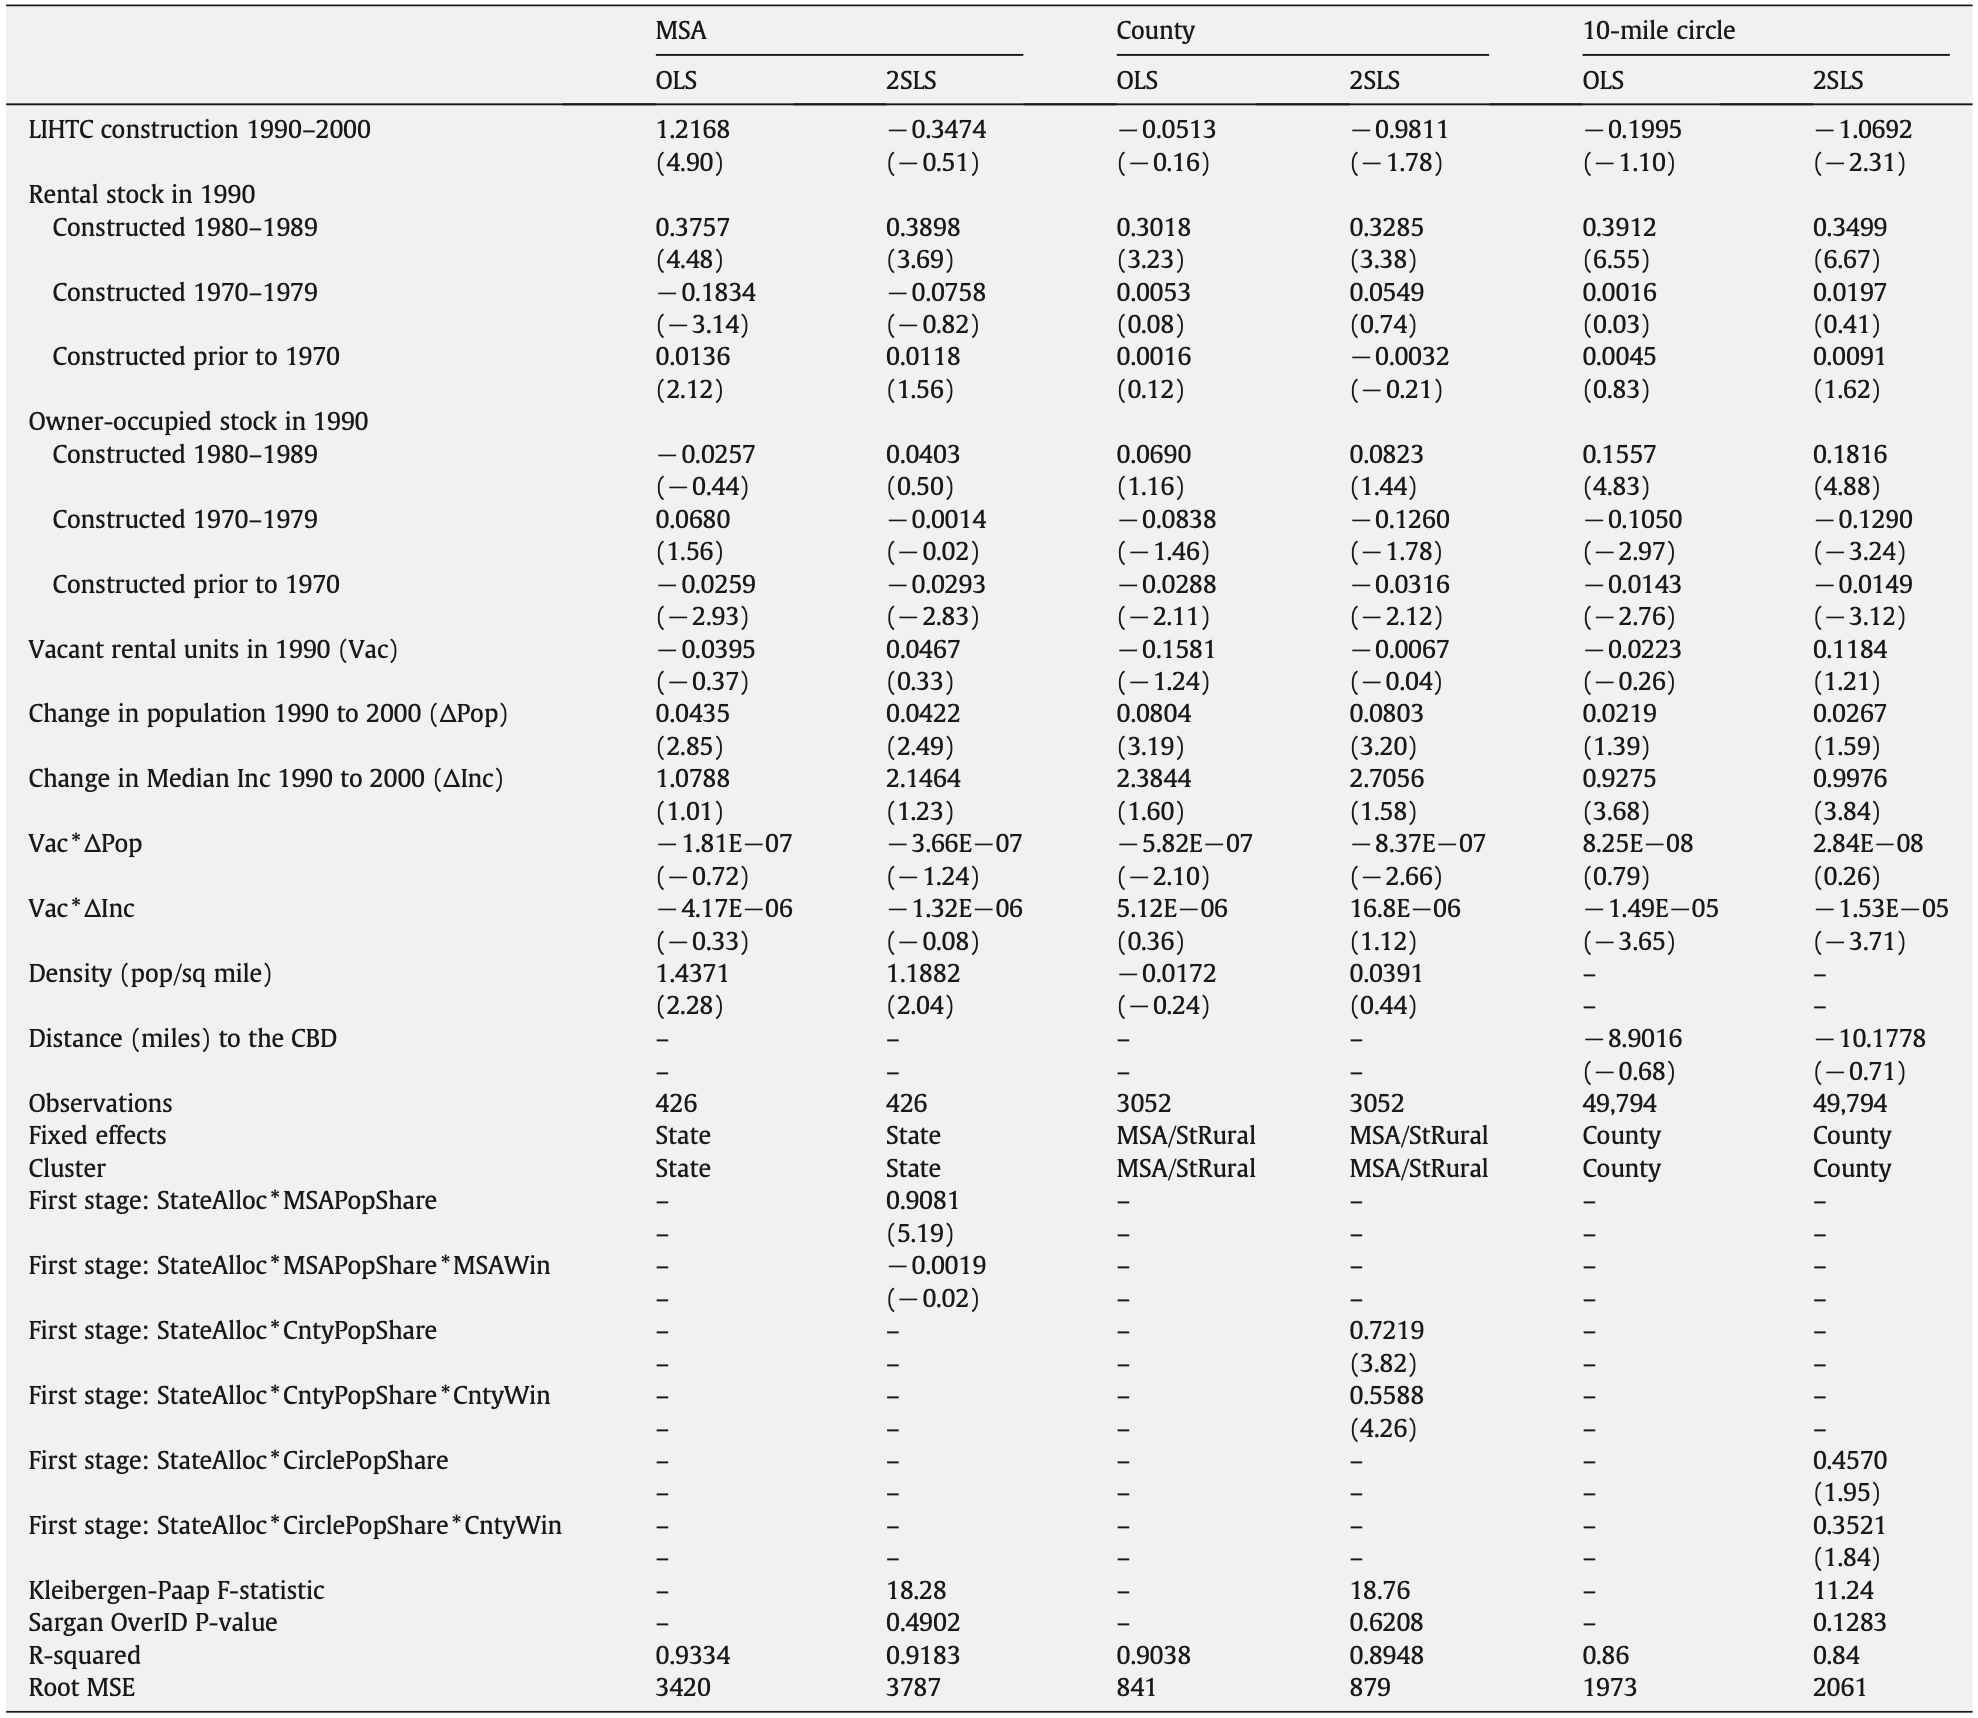 MSA County 10-mile circle
OLS 2SLS OLS 2SLS OLS 2SLS
LIHTC construction 1990–2000 1.2168 −0.3474 −0.0513 −0.9811 −0.1995 −1.0692
(4.90) (−0.51) (−0.16) (−1.78) (−1.10) (−2.31)
Rental stock in 1990
Constructed 1980–1989 0.3757 0.3898 0.3018 0.3285 0.3912 0.3499
(4.48) (3.69) (3.23) (3.38) (6.55) (6.67)
Constructed 1970–1979 −0.1834 −0.0758 0.0053 0.0549 0.0016 0.0197
(−3.14) (−0.82) (0.08) (0.74) (0.03) (0.41)
Constructed prior to 1970 0.0136 0.0118 0.0016 −0.0032 0.0045 0.0091
(2.12) (1.56) (0.12) (−0.21) (0.83) (1.62)
Owner-occupied stock in 1990
Constructed 1980–1989 −0.0257 0.0403 0.0690 0.0823 0.1557 0.1816
(−0.44) (0.50) (1.16) (1.44) (4.83) (4.88)
Constructed 1970–1979 0.0680 −0.0014 −0.0838 −0.1260 −0.1050 −0.1290
(1.56) (−0.02) (−1.46) (−1.78) (−2.97) (−3.24)
Constructed prior to 1970 −0.0259 −0.0293 −0.0288 −0.0316 −0.0143 −0.0149
(−2.93) (−2.83) (−2.11) (−2.12) (−2.76) (−3.12)
Vacant rental units in 1990 (Vac) −0.0395 0.0467 −0.1581 −0.0067 −0.0223 0.1184
(−0.37) (0.33) (−1.24) (−0.04) (−0.26) (1.21)
Change in population 1990 to 2000 (ΔPop) 0.0435 0.0422 0.0804 0.0803 0.0219 0.0267
(2.85) (2.49) (3.19) (3.20) (1.39) (1.59)
Change in Median Inc 1990 to 2000 (ΔInc) 1.0788 2.1464 2.3844 2.7056 0.9275 0.9976
(1.01) (1.23) (1.60) (1.58) (3.68) (3.84)
Vac*ΔPop −1.81E−07 −3.66E−07 −5.82E−07 −8.37E−07 8.25E−08 2.84E−08
(−0.72) (−1.24) (−2.10) (−2.66) (0.79) (0.26)
Vac*ΔInc −4.17E−06 −1.32E−06 5.12E−06 16.8E−06 −1.49E−05 −1.53E−05
(−0.33) (−0.08) (0.36) (1.12) (−3.65) (−3.71)
Density (pop/sq mile) 1.4371 1.1882 −0.0172 0.0391 – –
(2.28) (2.04) (−0.24) (0.44) – –
Distance (miles) to the CBD – – – – −8.9016 −10.1778
– – – – (−0.68) (−0.71)
Observations 426 426 3052 3052 49,794 49,794
Fixed effects State State MSA/StRural MSA/StRural County County
Cluster State State MSA/StRural MSA/StRural County County
First stage: StateAlloc*MSAPopShare – 0.9081 – – – –
– (5.19) – – – –
First stage: StateAlloc*MSAPopShare*MSAWin – −0.0019 – – – –
– (−0.02) – – – –
First stage: StateAlloc*CntyPopShare – – – 0.7219 – –
– – – (3.82) – –
First stage: StateAlloc*CntyPopShare*CntyWin – – – 0.5588 – –
– – – (4.26) – –
First stage: StateAlloc*CirclePopShare – – – – – 0.4570
– – – – – (1.95)
First stage: StateAlloc*CirclePopShare*CntyWin – – – – – 0.3521
– – – – – (1.84)
Kleibergen-Paap F-statistic – 18.28 – 18.76 – 11.24
Sargan OverID P-value – 0.4902 – 0.6208 – 0.1283
R-squared 0.9334 0.9183 0.9038 0.8948 0.86 0.84
Root MSE 3420 3787 841 879 1973 2061